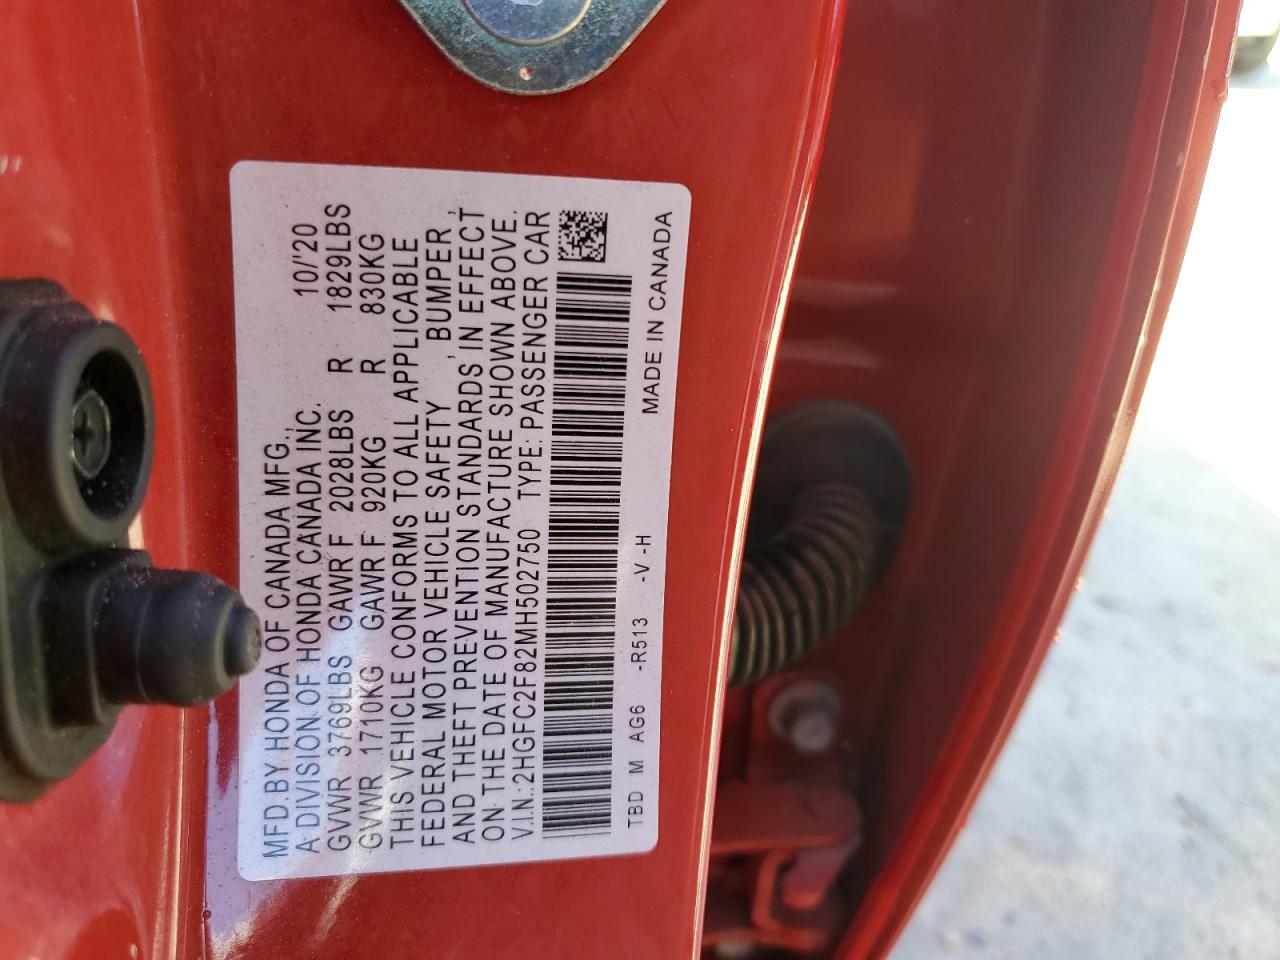 MFD.BY HONDA OF CANADA MFG., 10/'20
A DIVISION OF HONDA CANADA INC.
GVWR 3769LBS GAWR F 2028LBS R 1829LBS
GVWR 1710KG GAWR F 920KG R 830KG
THIS VEHICLE CONFORMS TO ALL APPLICABLE
FEDERAL MOTOR VEHICLE SAFETY, BUMPER,
AND THEFT PREVENTION STANDARDS IN EFFECT
ON THE DATE OF MANUFACTURE SHOWN ABOVE.
V.I.N.:2HGFC2F82MH502750 TYPE: PASSENGER CAR
TBD M AG6 -R513 -V -H MADE IN CANADA